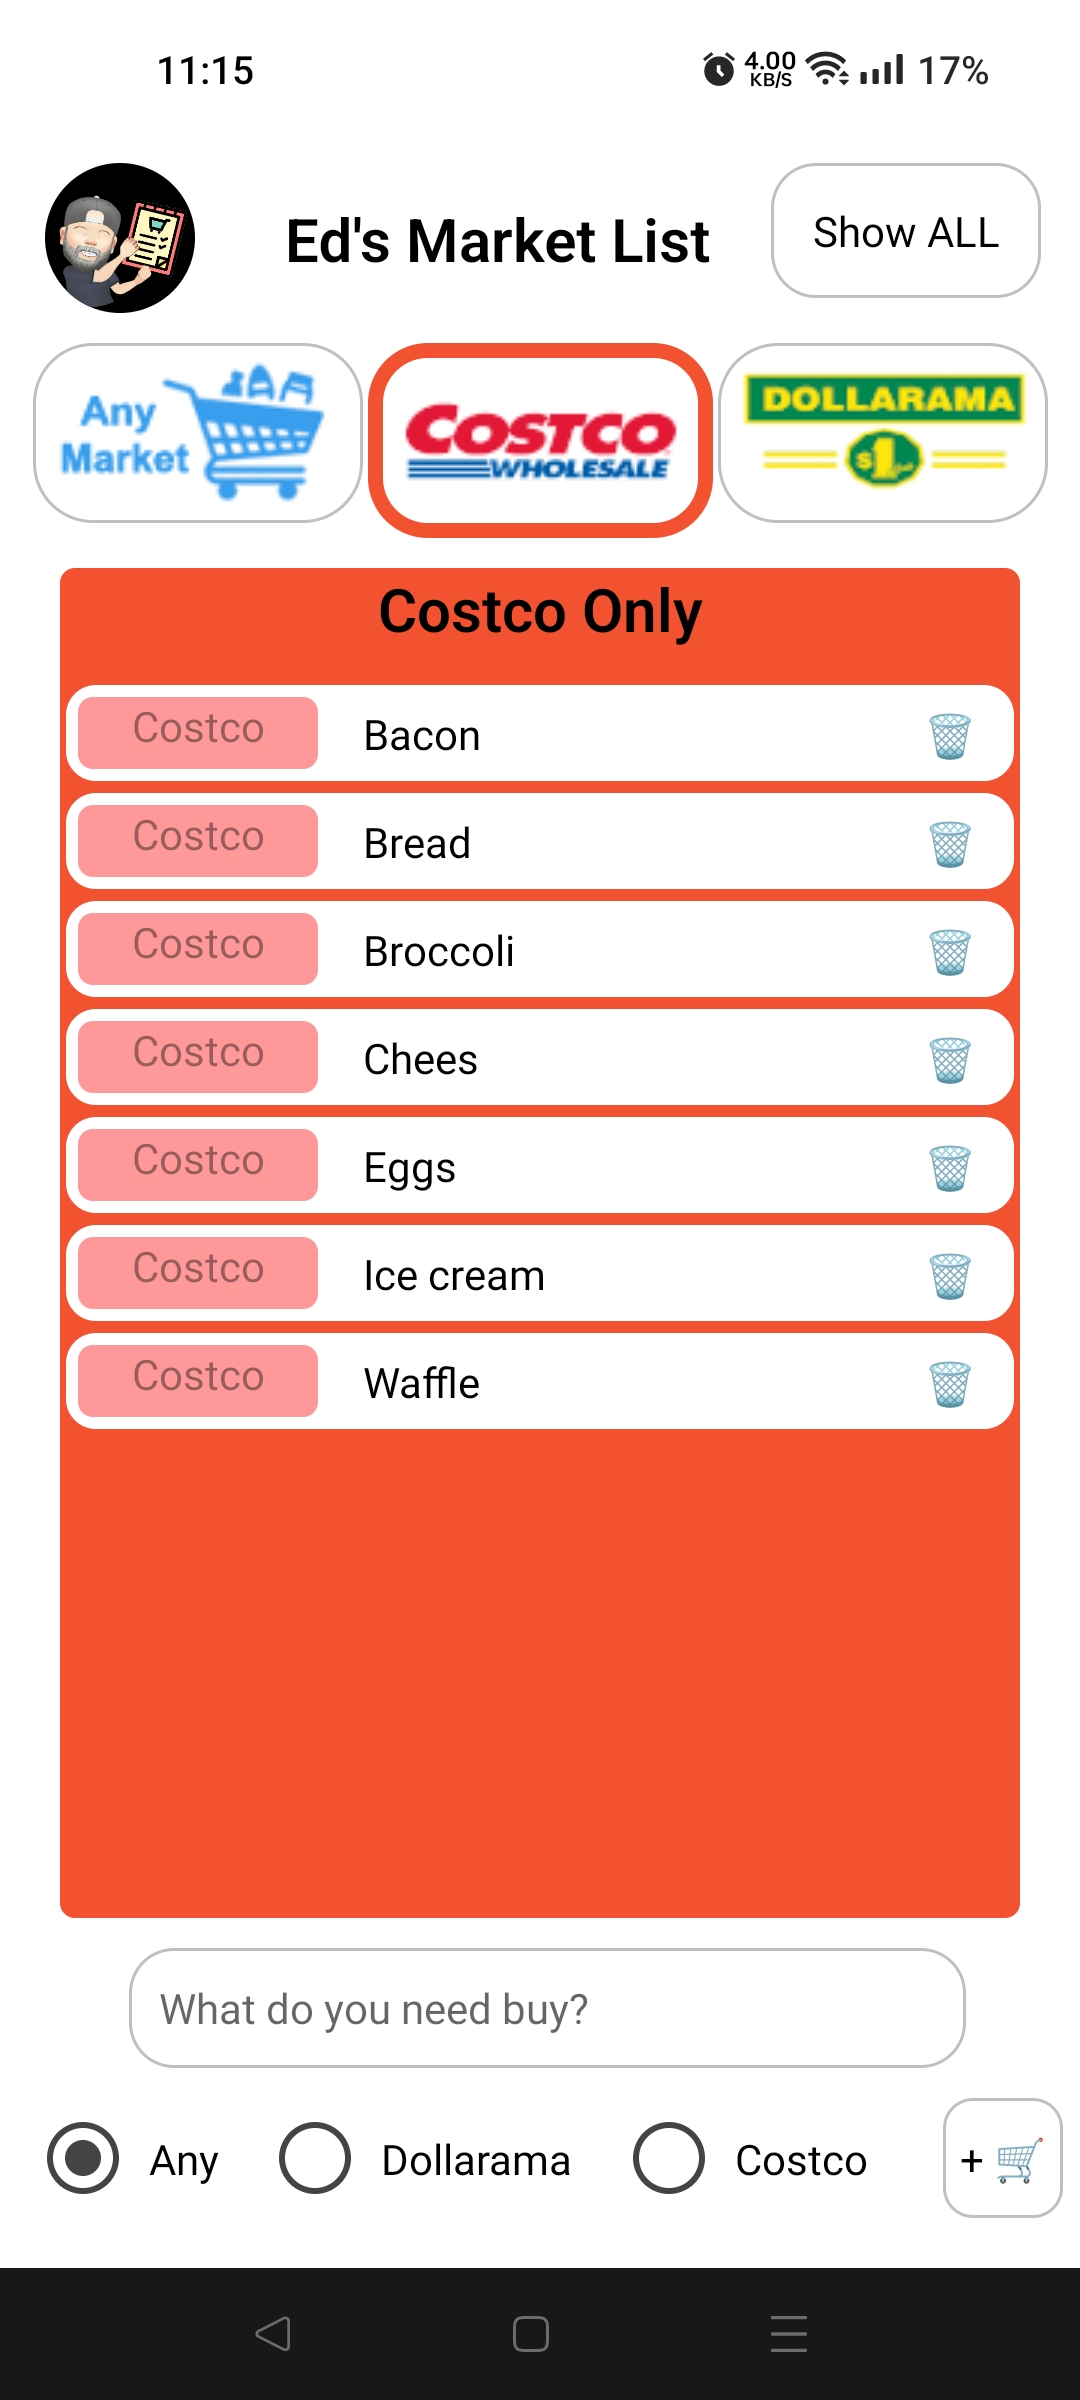 11:15
4.00
KB/S
17%
Ed's Market List
Show ALL
Any
Market
COSTCO
WHOLESALE
DOLLARAMA
$1
Costco Only
Costco Bacon
Costco Bread
Costco Broccoli
Costco Chees
Costco Eggs
Costco Ice cream
Costco Waffle
What do you need buy?
Any Dollarama Costco +